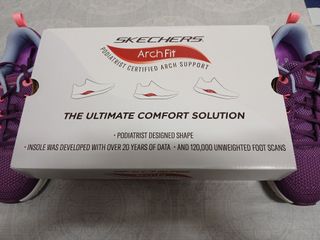 SKECHERS
Arch Fit
PODIATRIST CERTIFIED ARCH SUPPORT
THE ULTIMATE COMFORT SOLUTION
• PODIATRIST DESIGNED SHAPE
• INSOLE WAS DEVELOPED WITH OVER 20 YEARS OF DATA • AND 120,000 UNWEIGHTED FOOT SCANS